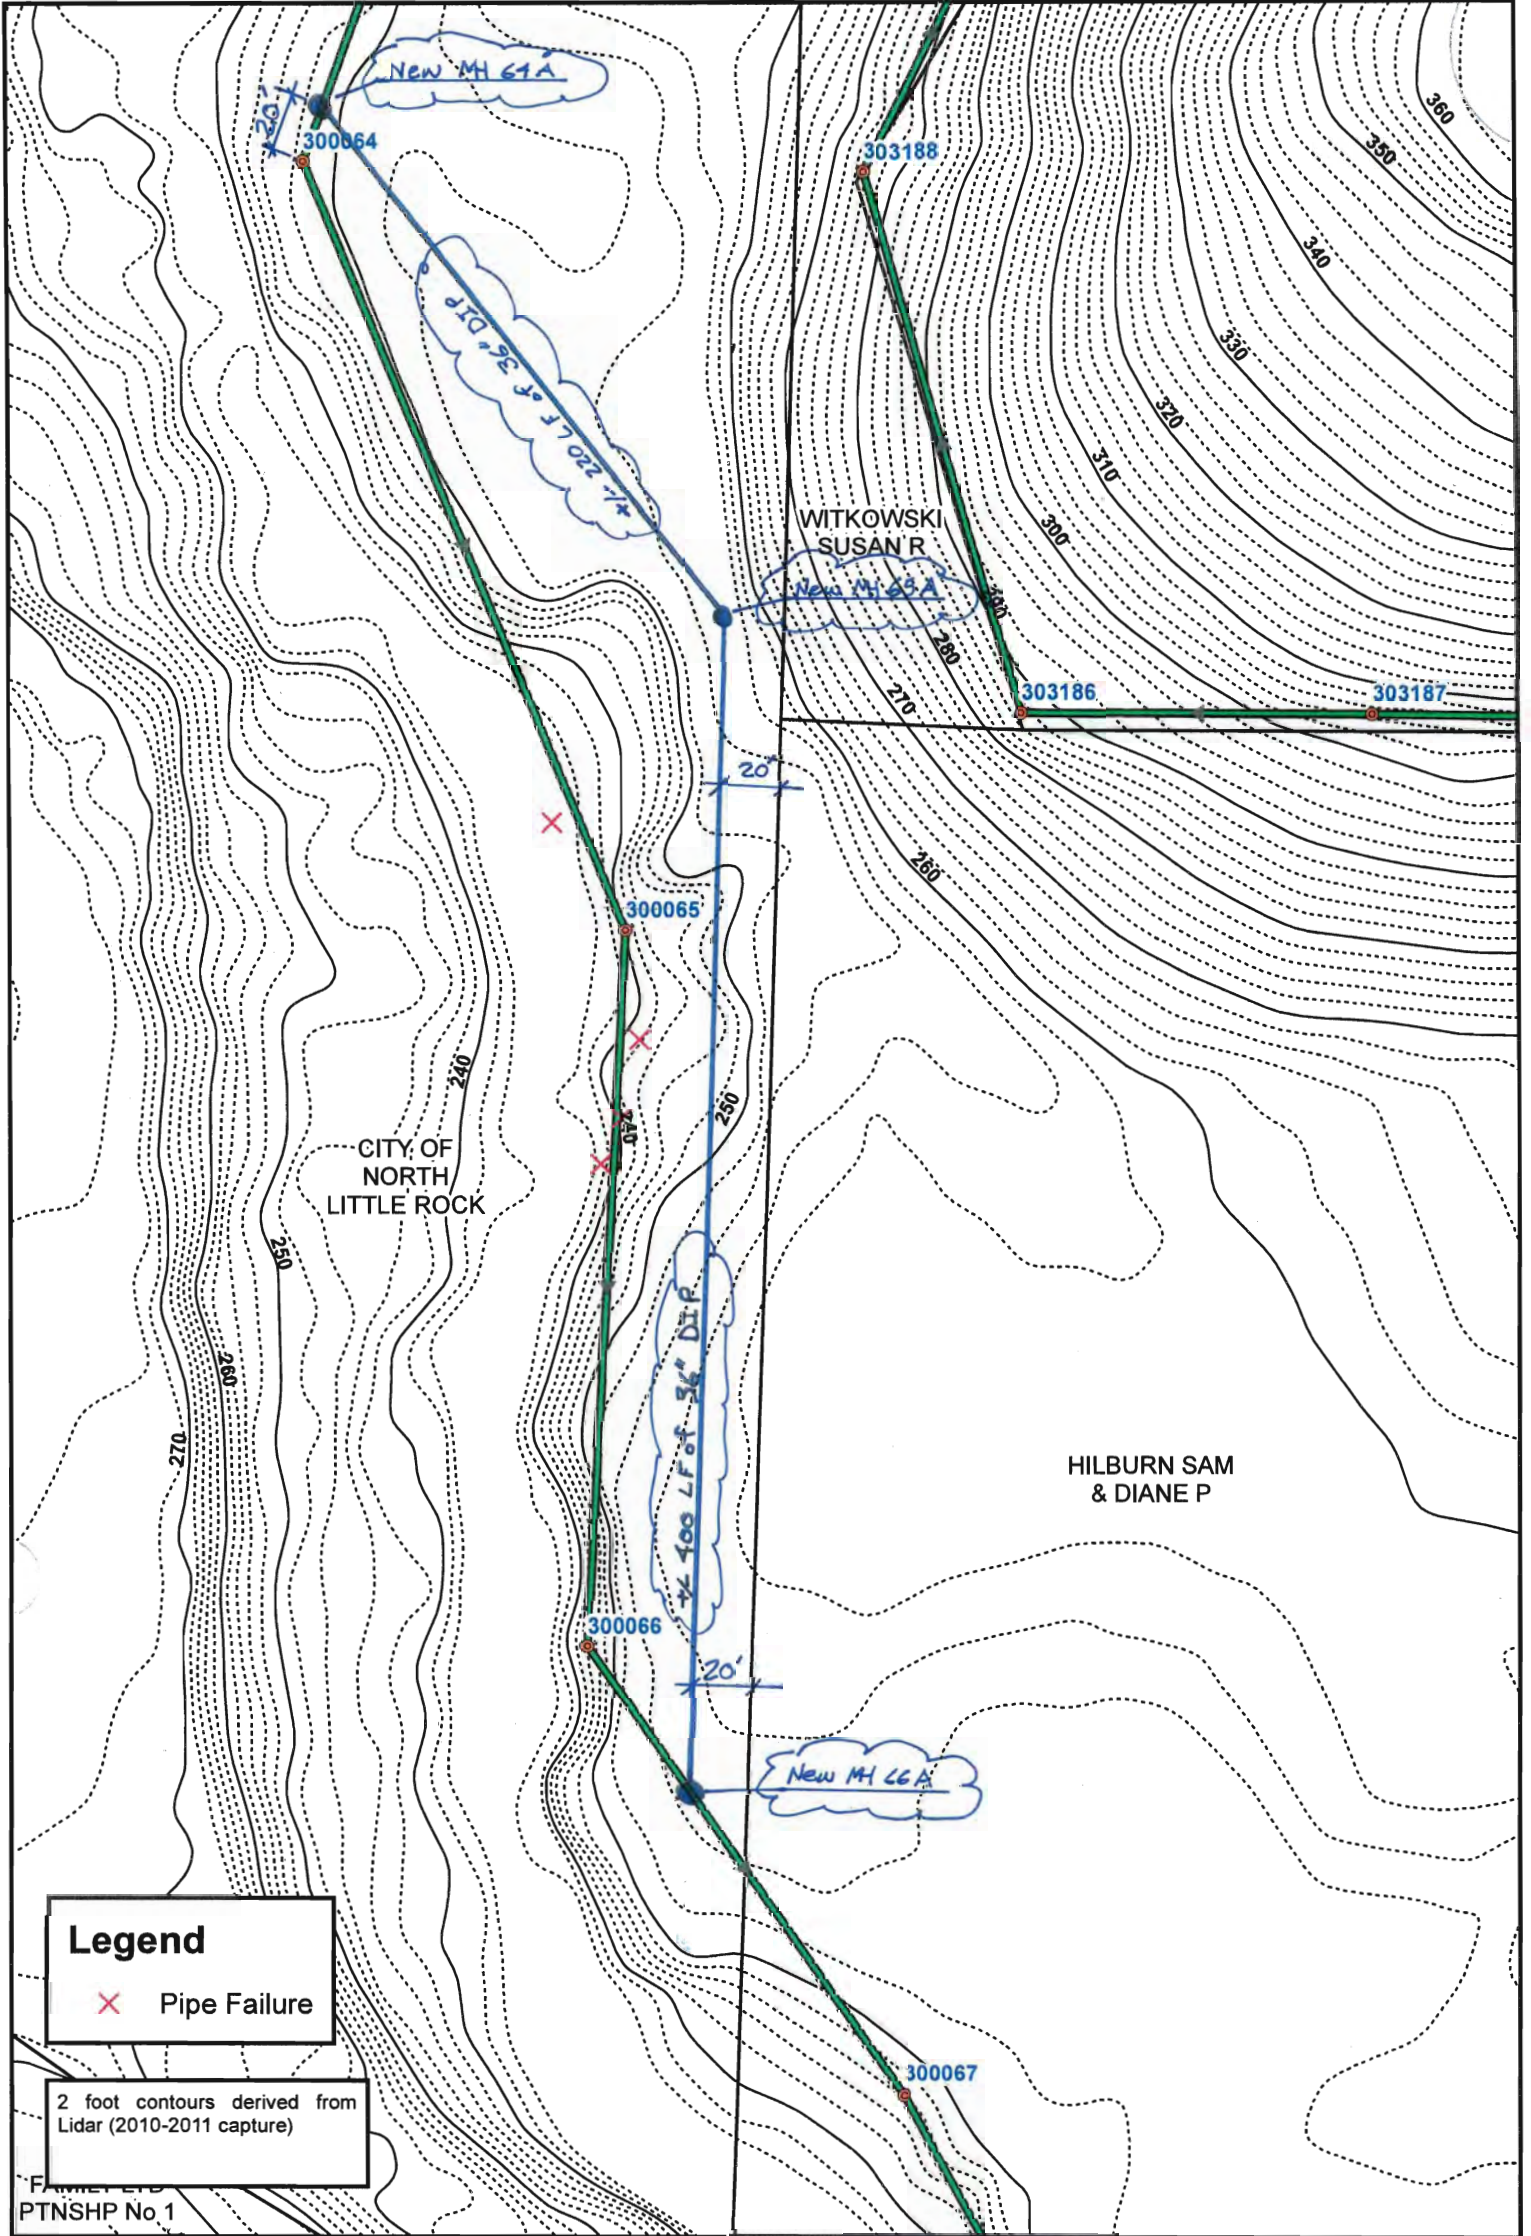 New MH 64A
20'
300064
303188
360
350
340
330
320
310
300
290
280
270
260
+/- 220 LF of 36" DIP
WITKOWSKI
SUSAN R
New MH 65A
303186
303187
20'
300065
240
250
240
CITY OF
NORTH
LITTLE ROCK
250
260
270
+/- 400 LF of 36" DIP
HILBURN SAM
& DIANE P
300066
20'
New MH 66A
Legend
Pipe Failure
300067
2 foot contours derived from
Lidar (2010-2011 capture)
FAMILY LTD
PTNSHP No 1